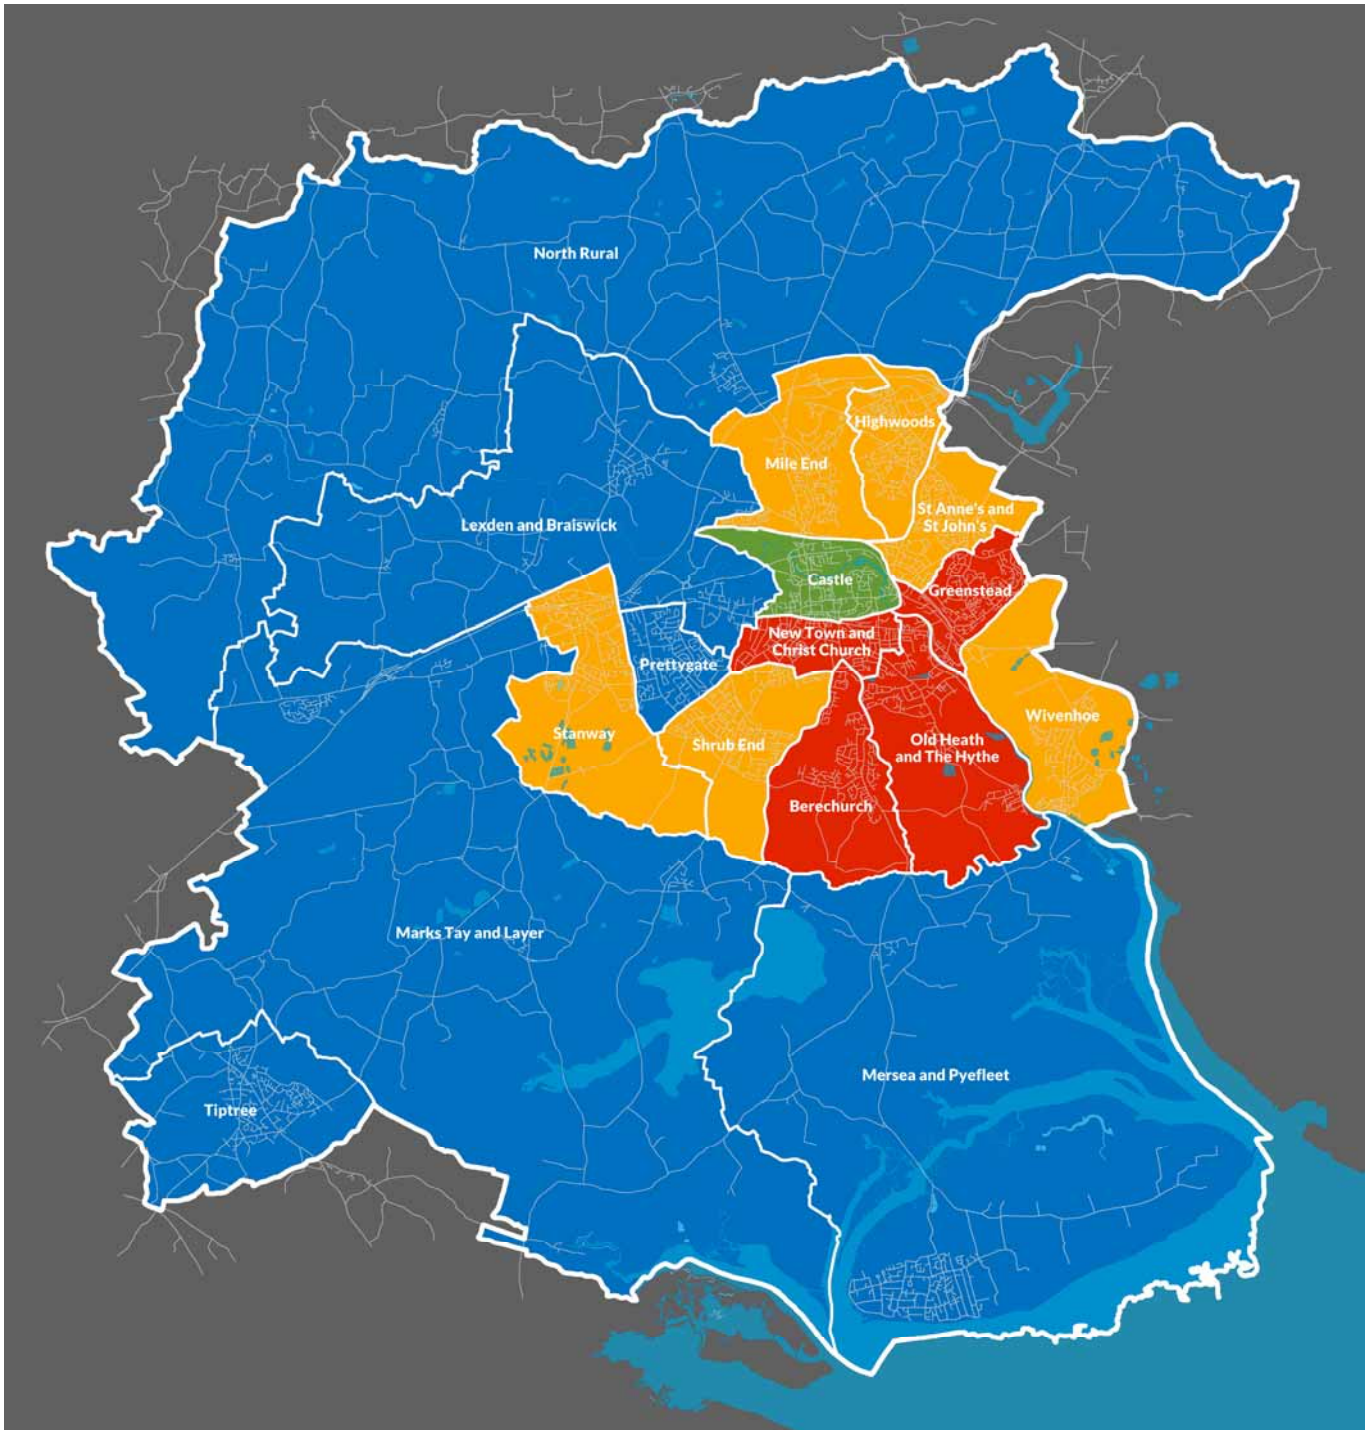 North Rural
Highwoods
Mile End
St Anne's and
St John's
Lexden and Braiswick
Castle
Greenstead
New Town and
Christ Church
Prettygate
Wivenhoe
Stanway
Shrub End
Old Heath
and The Hythe
Berechurch
Marks Tay and Layer
Mersea and Pyefleet
Tiptree